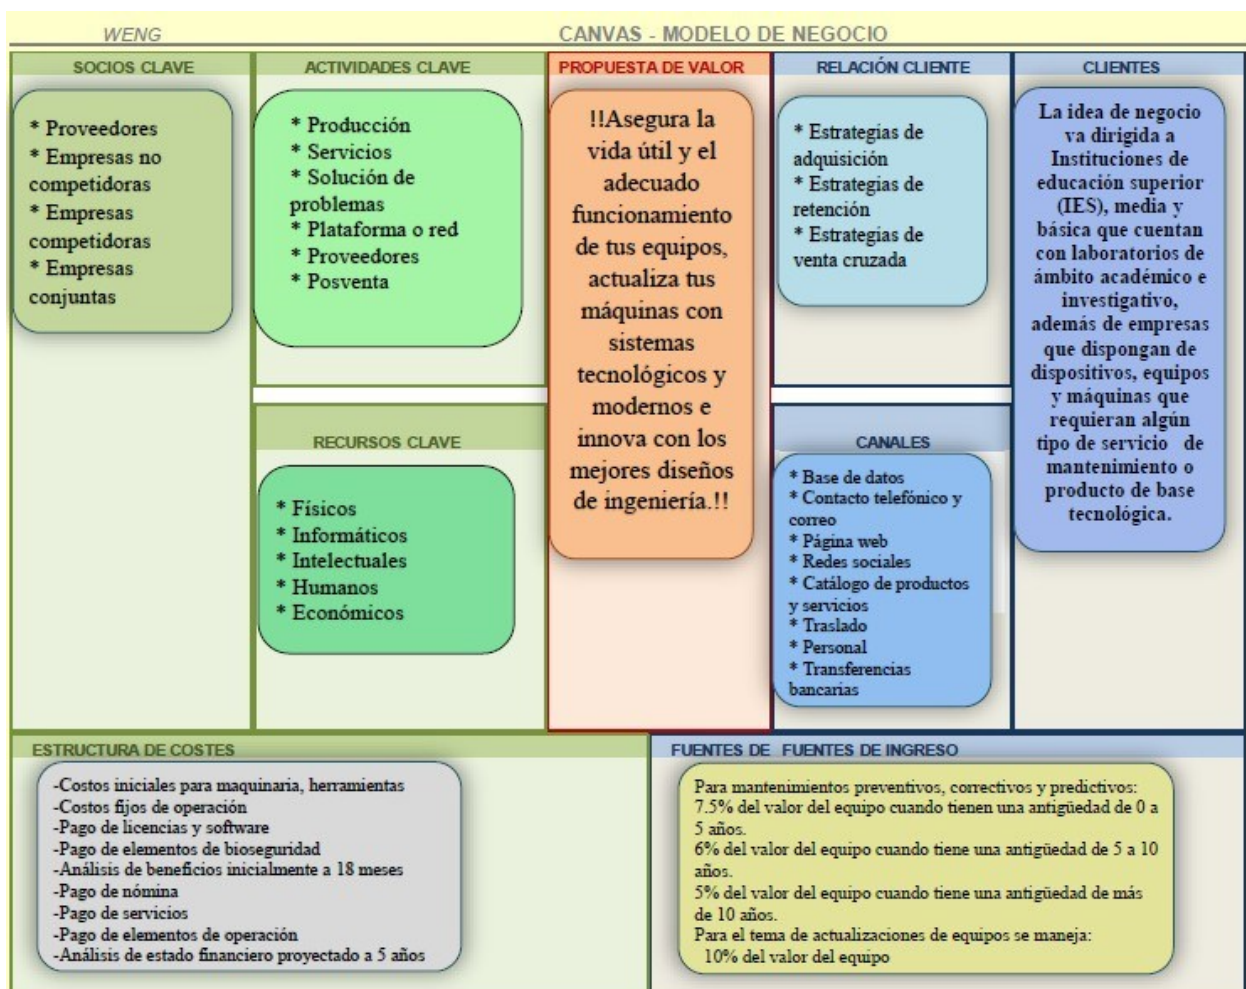 WENG
CANVAS - MODELO DE NEGOCIO
SOCIOS CLAVE
* Proveedores
* Empresas no
competidoras
* Empresas
competidoras
* Empresas
conjuntas
ACTIVIDADES CLAVE
* Producción
* Servicios
* Solución de
problemas
* Plataforma o red
* Proveedores
* Posventa
RECURSOS CLAVE
* Físicos
* Informáticos
* Intelectuales
* Humanos
* Económicos
PROPUESTA DE VALOR
!!Asegura la
vida útil y el
adecuado
funcionamiento
de tus equipos,
actualiza tus
máquinas con
sistemas
tecnológicos y
modernos e
innova con los
mejores diseños
de ingeniería.!!
RELACIÓN CLIENTE
* Estrategias de
adquisición
* Estrategias de
retención
* Estrategias de
venta cruzada
CANALES
* Base de datos
* Contacto telefónico y
correo
* Página web
* Redes sociales
* Catálogo de productos
y servicios
* Traslado
* Personal
* Transferencias
bancarias
CLIENTES
La idea de negocio
va dirigida a
Instituciones de
educación superior
(IES), media y
básica que cuentan
con laboratorios de
ámbito académico e
investigativo,
además de empresas
que dispongan de
dispositivos, equipos
y máquinas que
requieran algún
tipo de servicio de
mantenimiento o
producto de base
tecnológica.
ESTRUCTURA DE COSTES
-Costos iniciales para maquinaria, herramientas
-Costos fijos de operación
-Pago de licencias y software
-Pago de elementos de bioseguridad
-Análisis de beneficios inicialmente a 18 meses
-Pago de nómina
-Pago de servicios
-Pago de elementos de operación
-Análisis de estado financiero proyectado a 5 años
FUENTES DE FUENTES DE INGRESO
Para mantenimientos preventivos, correctivos y predictivos:
7.5% del valor del equipo cuando tienen una antigüedad de 0 a
5 años.
6% del valor del equipo cuando tiene una antigüedad de 5 a 10
años.
5% del valor del equipo cuando tiene una antigüedad de más
de 10 años.
Para el tema de actualizaciones de equipos se maneja:
10% del valor del equipo